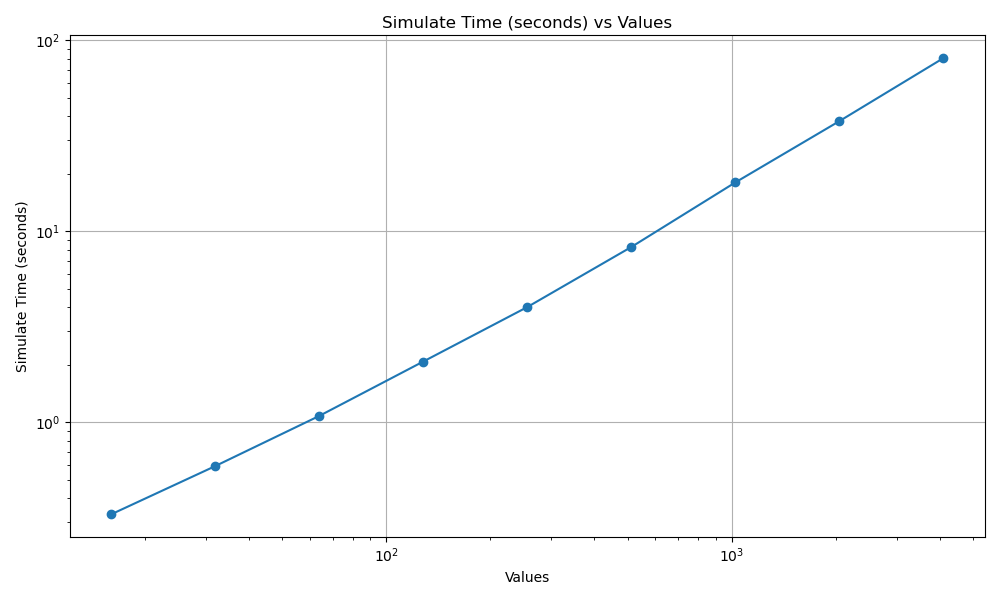 Simulate Time (seconds) vs Values
10²
10¹
10⁰
Simulate Time (seconds)
10² 10³
Values